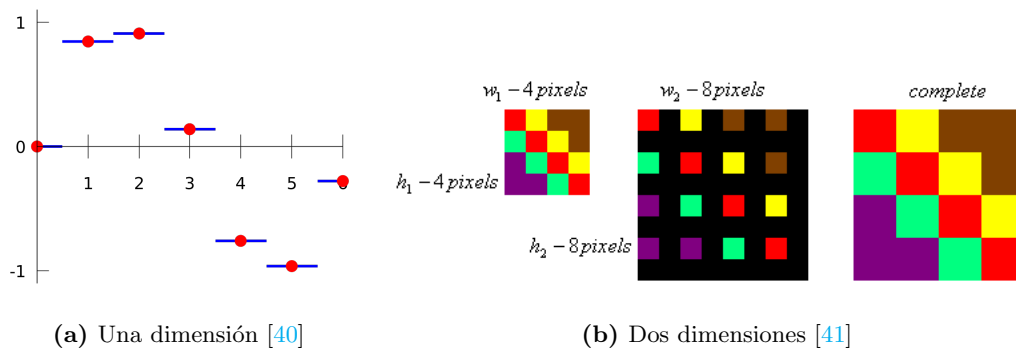 1
0
-1
1 2 3 4 5 6
w₁ − 4 pixels
w₂ − 8 pixels
complete
h₁ − 4 pixels
h₂ − 8 pixels
(a) Una dimensión [40]
(b) Dos dimensiones [41]